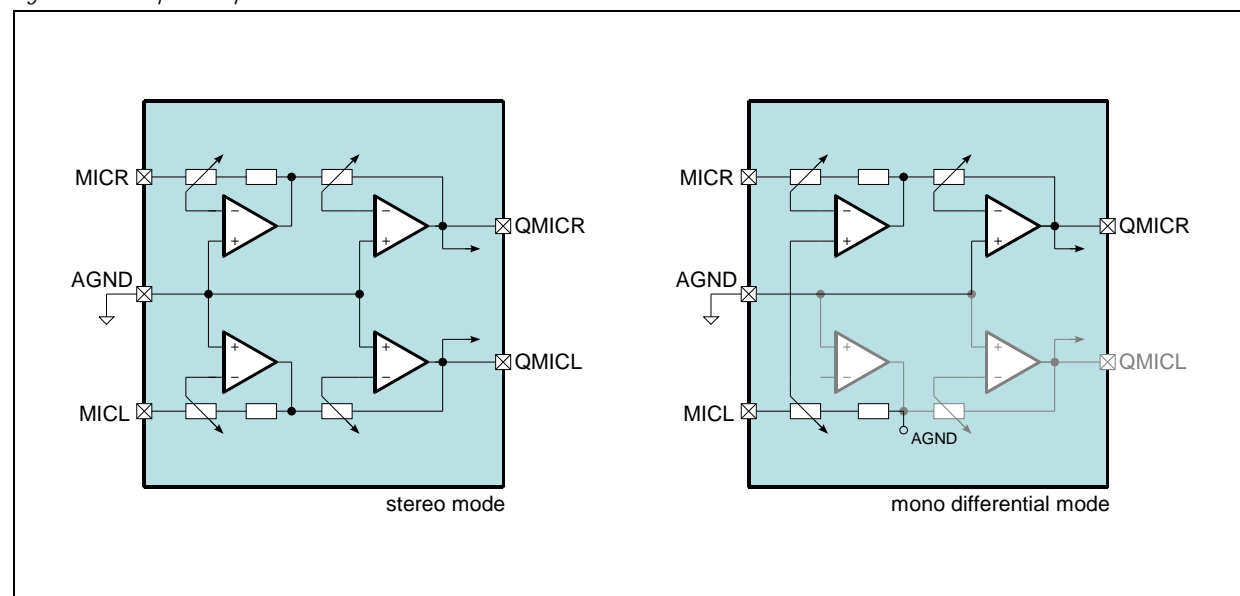 MICR
QMICR
AGND
QMICL
MICL
stereo mode
MICR
QMICR
AGND
QMICL
MICL
AGND
mono differential mode